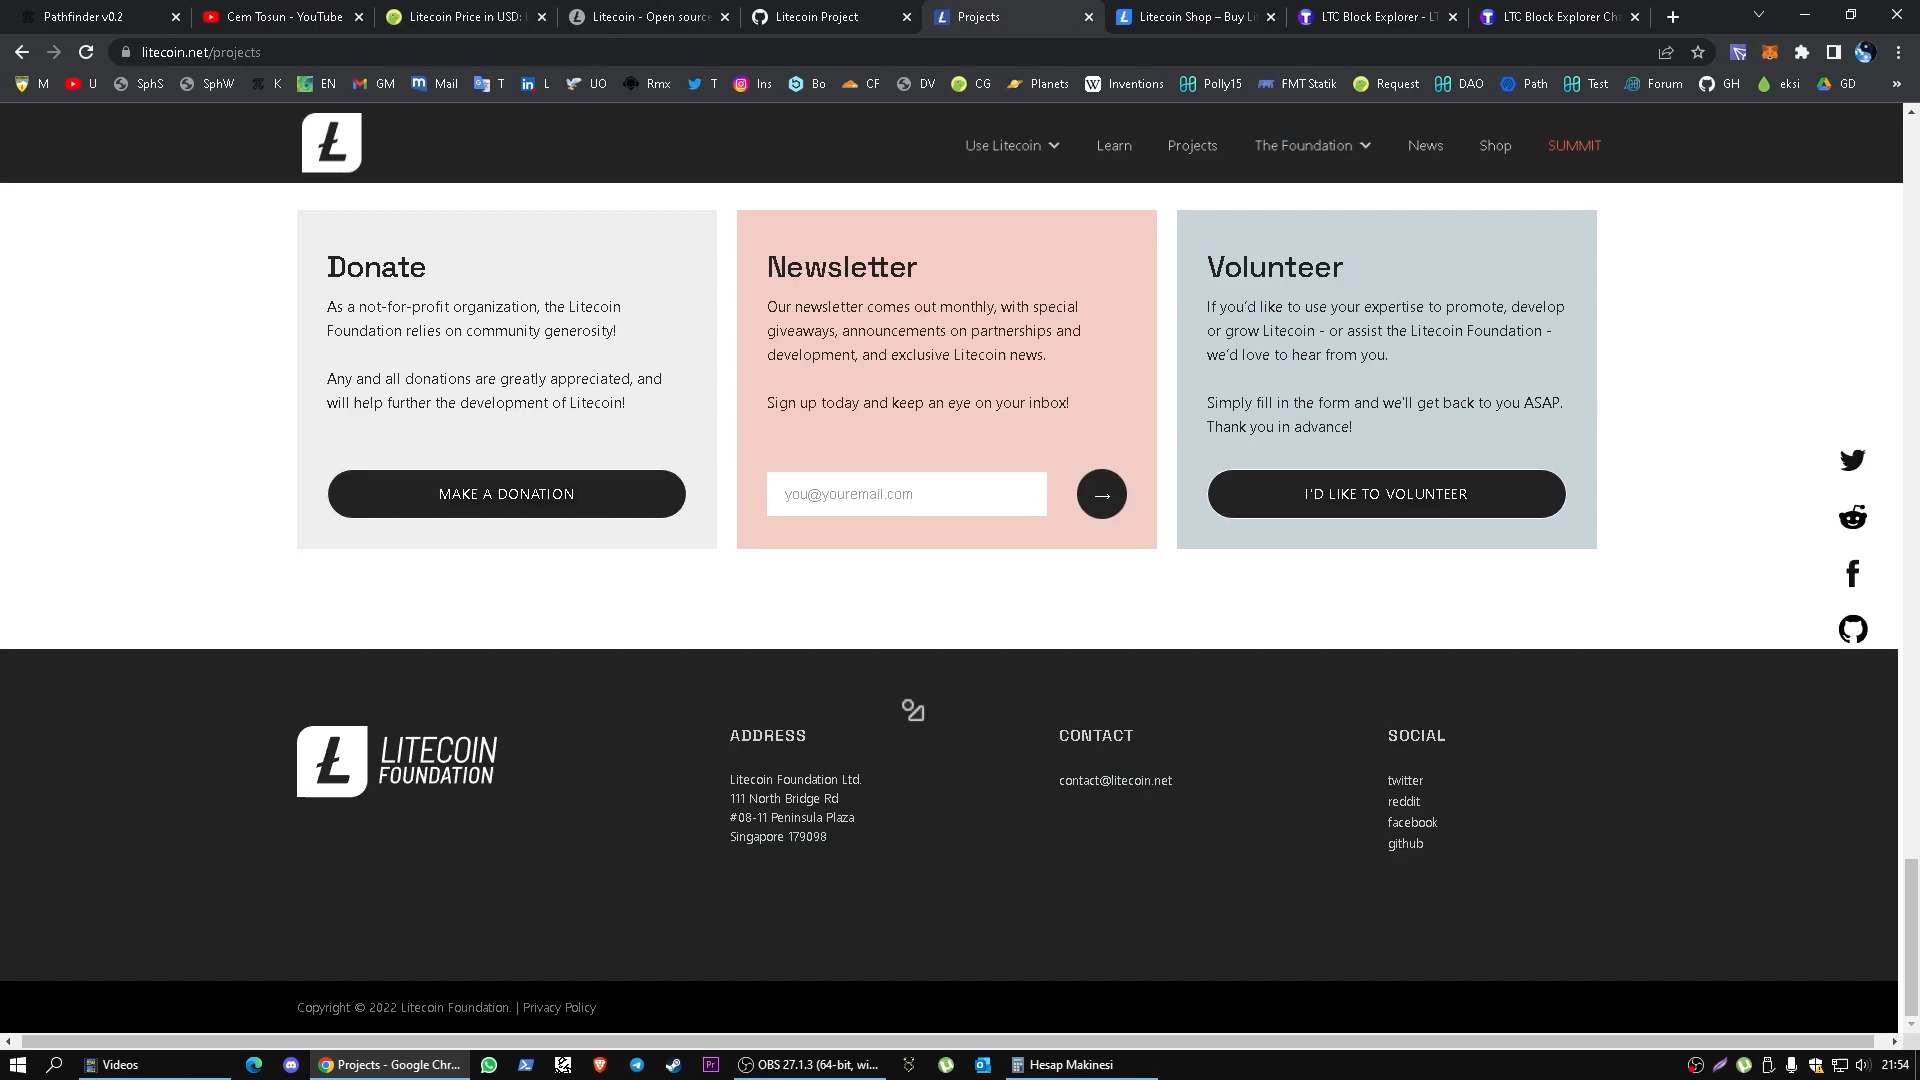 Pathfinder v0.2
Cem Tosun - YouTube
Litecoin Price in USD:
Litecoin - Open source
Litecoin Project
Projects
Litecoin Shop – Buy Li
LTC Block Explorer - LT
LTC Block Explorer Cha
litecoin.net/projects
M
U
SphS
SphW
K
EN
GM
Mail
T
L
UO
Rmx
T
Ins
Bo
CF
DV
CG
Planets
Inventions
Polly15
FMT Statik
Request
DAO
Path
Test
Forum
GH
eksi
GD
»
Use Litecoin
Learn
Projects
The Foundation
News
Shop
SUMMIT
Donate
As a not-for-profit organization, the Litecoin
Foundation relies on community generosity!
Any and all donations are greatly appreciated, and
will help further the development of Litecoin!
MAKE A DONATION
Newsletter
Our newsletter comes out monthly, with special
giveaways, announcements on partnerships and
development, and exclusive Litecoin news.
Sign up today and keep an eye on your inbox!
you@youremail.com
→
Volunteer
If you'd like to use your expertise to promote, develop
or grow Litecoin - or assist the Litecoin Foundation -
we'd love to hear from you.
Simply fill in the form and we'll get back to you ASAP.
Thank you in advance!
I'D LIKE TO VOLUNTEER
LITECOIN
FOUNDATION
ADDRESS
Litecoin Foundation Ltd.
111 North Bridge Rd
#08-11 Peninsula Plaza
Singapore 179098
CONTACT
contact@litecoin.net
SOCIAL
twitter
reddit
facebook
github
Copyright © 2022 Litecoin Foundation. | Privacy Policy
Videos
Projects - Google Chr...
Pr
OBS 27.1.3 (64-bit, wi...
Hesap Makinesi
21:54